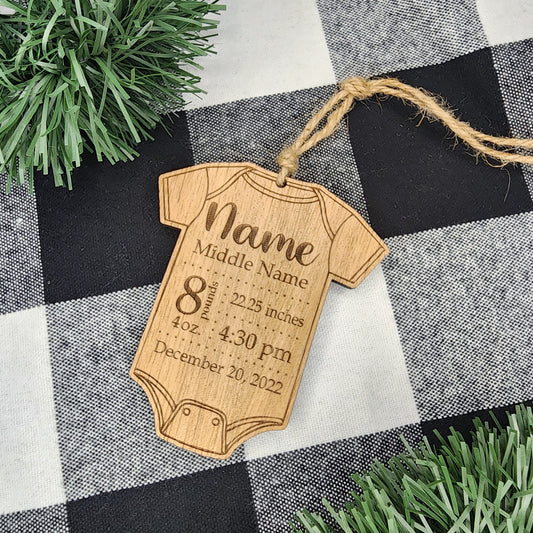 Name
Middle Name
8 pounds 22.25 inches
4oz. 4:30 pm
December 20, 2022